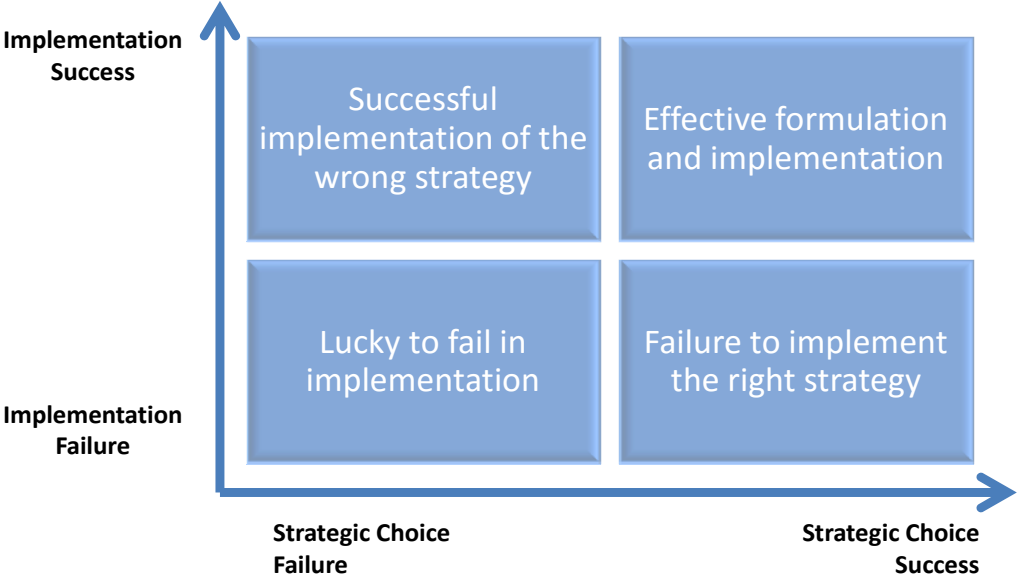 Implementation
Success
Successful
implementation of the
wrong strategy
Effective formulation
and implementation
Lucky to fail in
implementation
Failure to implement
the right strategy
Implementation
Failure
Strategic Choice
Failure
Strategic Choice
Success